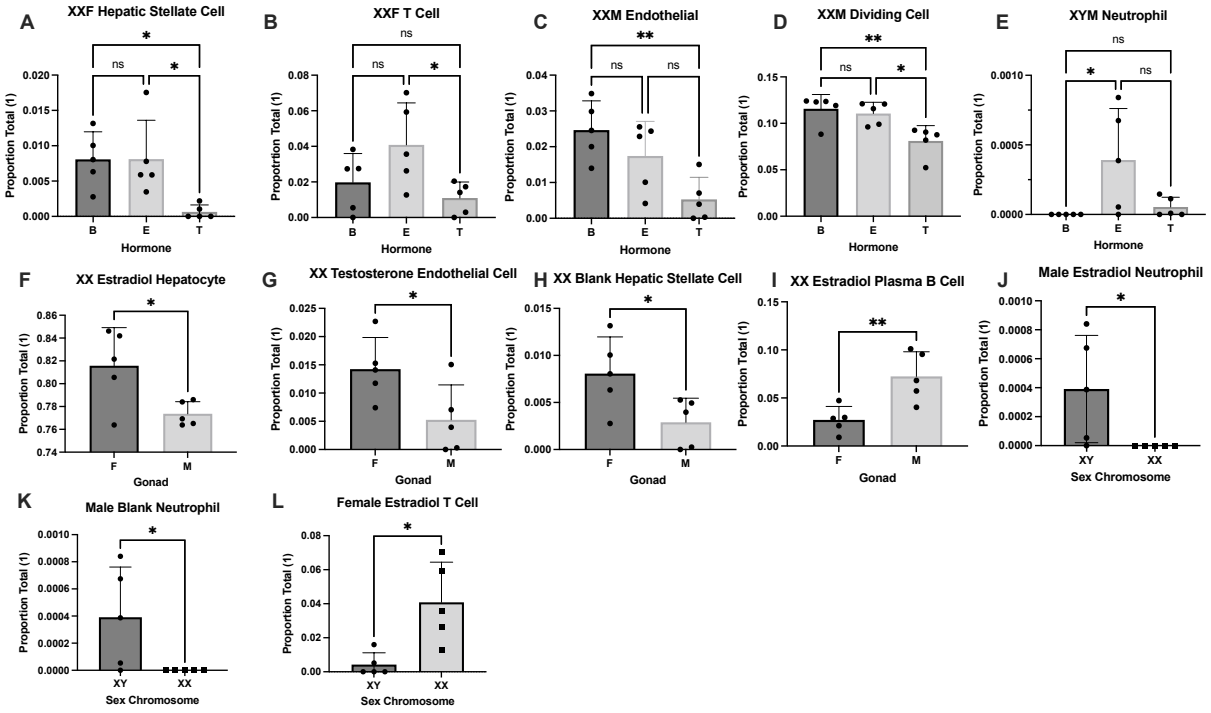 A
XXF Hepatic Stellate Cell
*
ns
*
Proportion Total (1)
0.020
0.015
0.010
0.005
0.000
B E T
Hormone
B
XXF T Cell
ns
ns
*
Propotrtion Total (1)
0.08
0.06
0.04
0.02
0.00
B E T
Hormone
C
XXM Endothelial
**
ns
ns
Propotrtion Total (1)
0.04
0.03
0.02
0.01
0.00
B E T
Hormone
D
XXM Dividing Cell
**
ns
*
Proportion Total (1)
0.15
0.10
0.05
0.00
B E T
Hormone
E
XYM Neutrophil
ns
*
ns
Proportion Total (1)
0.0010
0.0005
0.0000
B E T
Hormone
F
XX Estradiol Hepatocyte
*
Proportion Total (1)
0.86
0.84
0.82
0.80
0.78
0.76
0.74
F M
Gonad
G
XX Testosterone Endothelial Cell
*
Proportion Total (1)
0.025
0.020
0.015
0.010
0.005
0.000
F M
Gonad
H
XX Blank Hepatic Stellate Cell
*
Proportion Total (1)
0.015
0.010
0.005
0.000
F M
Gonad
I
XX Estradiol Plasma B Cell
**
Proportion Total (1)
0.15
0.10
0.05
0.00
F M
Gonad
J
Male Estradiol Neutrophil
*
Proportion Total (1)
0.0010
0.0008
0.0006
0.0004
0.0002
0.0000
XY XX
Sex Chromosome
K
Male Blank Neutrophil
*
Proportion Total (1)
0.0010
0.0008
0.0006
0.0004
0.0002
0.0000
XY XX
Sex Chromosome
L
Female Estradiol T Cell
*
Proportion Total (1)
0.08
0.06
0.04
0.02
0.00
XY XX
Sex Chromosome